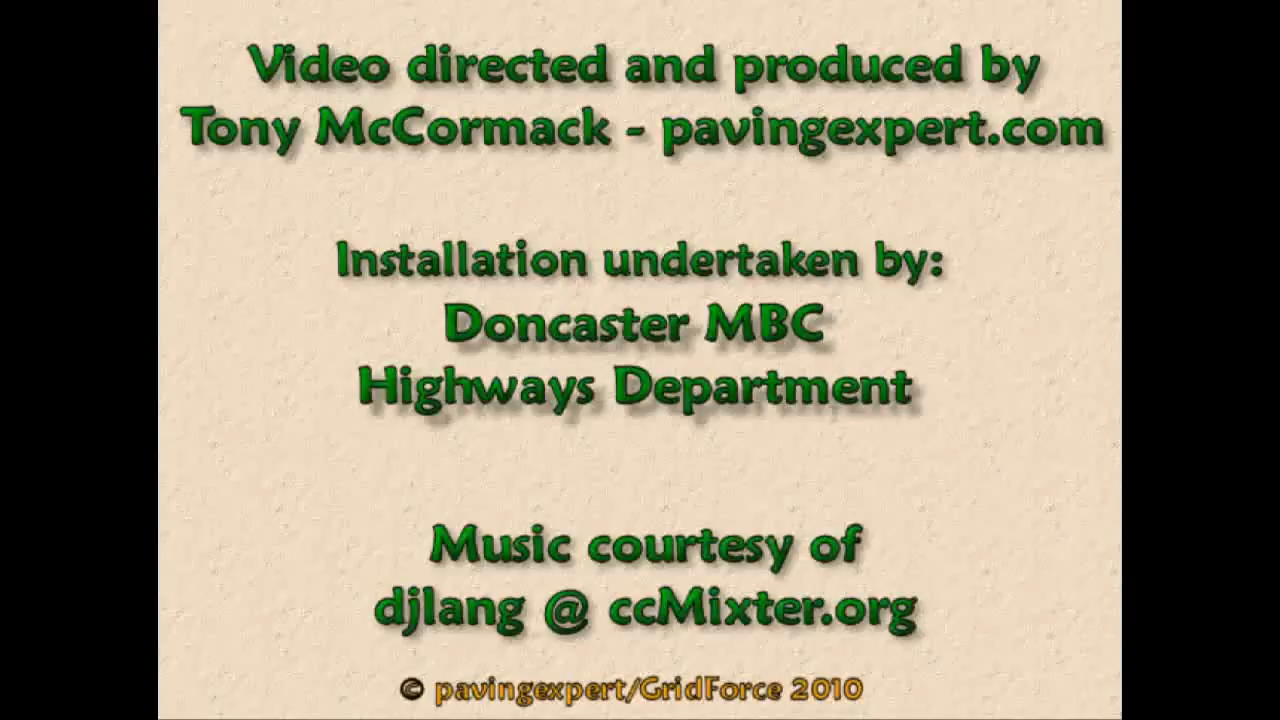 Video directed and produced by
Tony McCormack - pavingexpert.com
Installation undertaken by:
Doncaster MBC
Highways Department
Music courtesy of
djlang @ ccMixter.org
© pavingexpert/GridForce 2010